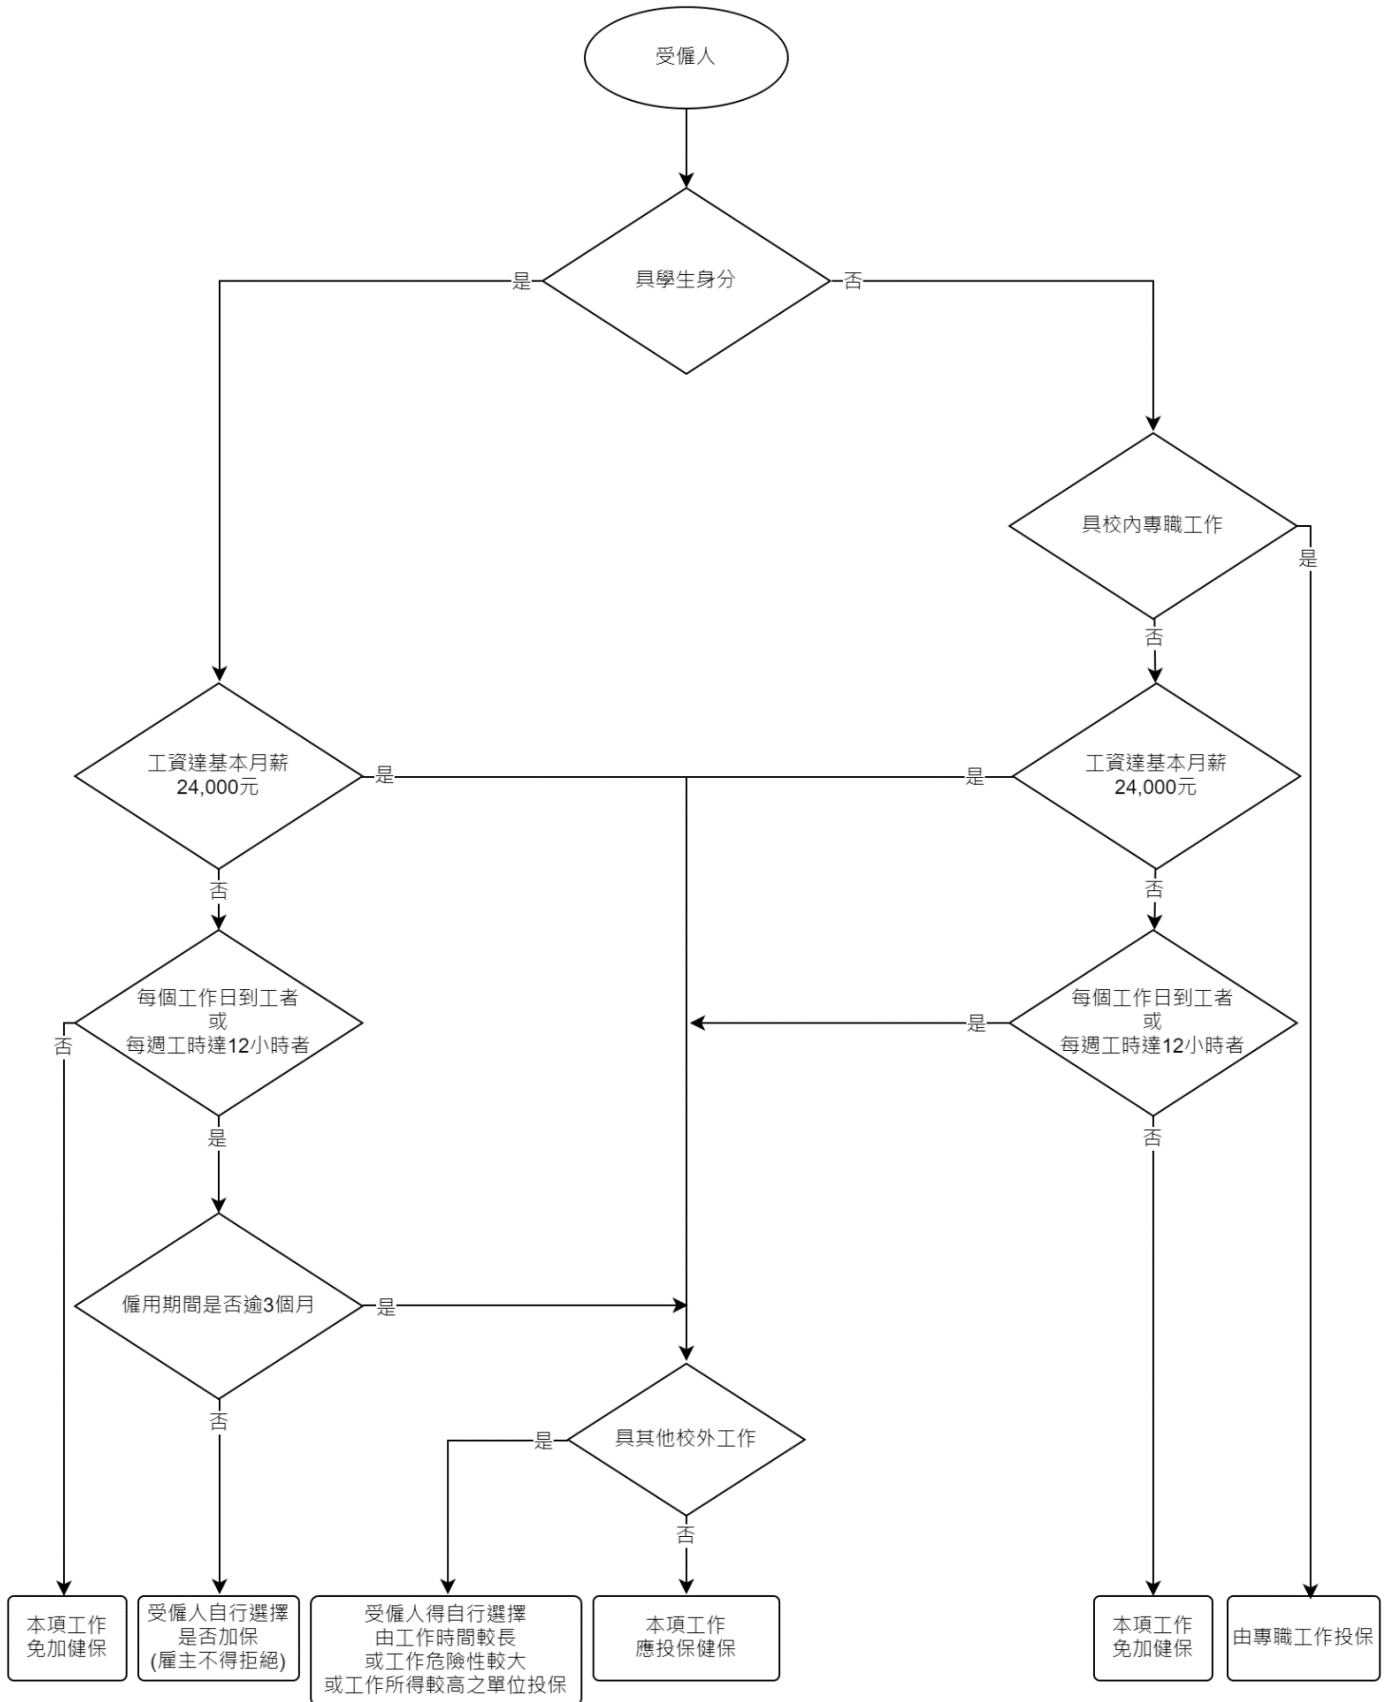 受僱人
具學生身分
是
否
具校內專職工作
是
否
工資達基本月薪
24,000元
是
否
工資達基本月薪
24,000元
是
否
每個工作日到工者
或
每週工時達12小時者
否
是
每個工作日到工者
或
每週工時達12小時者
是
否
僱用期間是否逾3個月
是
否
具其他校外工作
是
否
本項工作
免加健保
受僱人自行選擇
是否加保
(雇主不得拒絕)
受僱人得自行選擇
由工作時間較長
或工作危險性較大
或工作所得較高之單位投保
本項工作
應投保健保
本項工作
免加健保
由專職工作投保